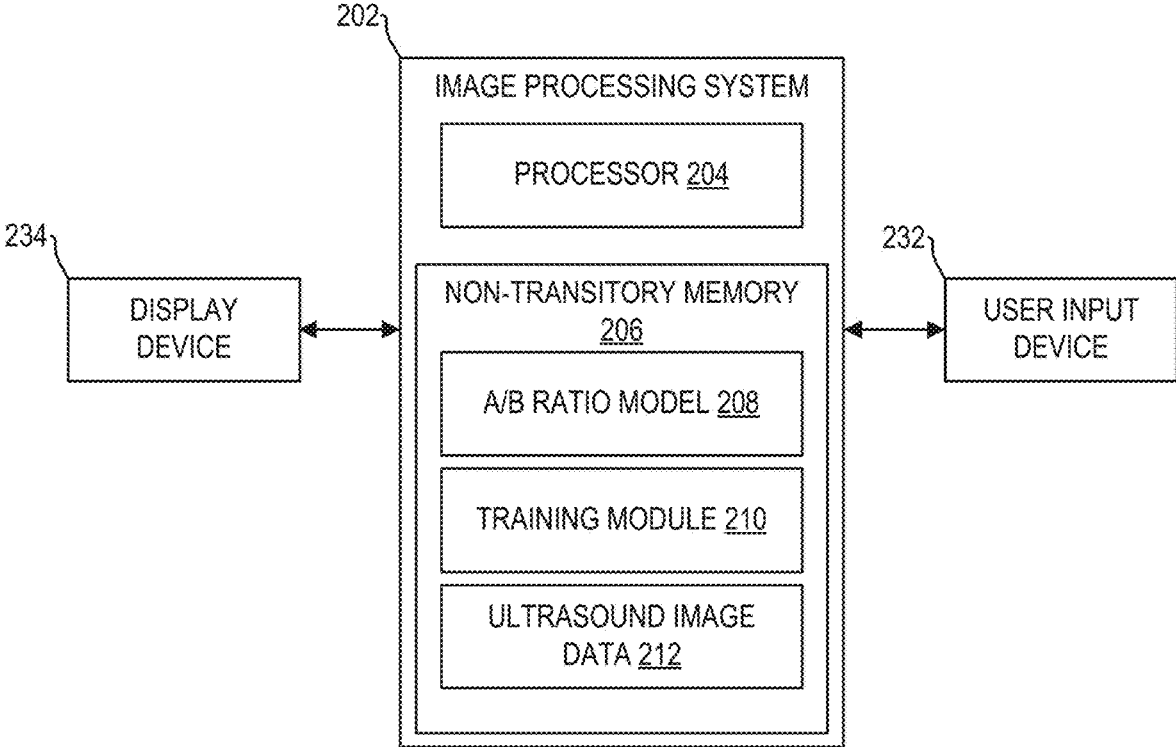 202
IMAGE PROCESSING SYSTEM
PROCESSOR 204
234
DISPLAY
DEVICE
232
USER INPUT
DEVICE
NON-TRANSITORY MEMORY
206
A/B RATIO MODEL 208
TRAINING MODULE 210
ULTRASOUND IMAGE
DATA 212